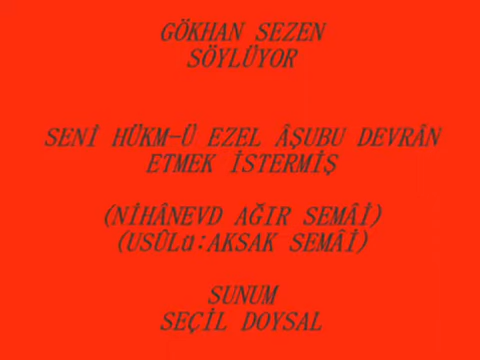 GÖKHAN SEZEN
SÖYLÜYOR
SENİ HÜKM-Ü EZEL ÂŞUBU DEVRÂN
ETMEK İSTERMİŞ
(NİHÂNEVD AĞIR SEMÂİ)
(USÛLü:AKSAK SEMÂİ)
SUNUM
SEÇİL DOYSAL